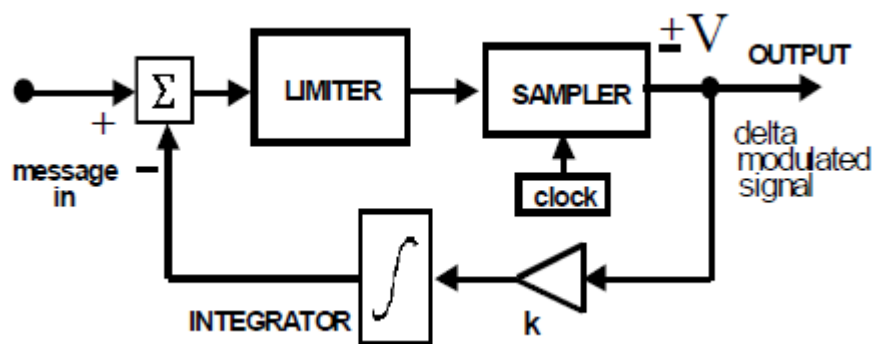 ± V
OUTPUT
Σ
LIMITER
SAMPLER
+
delta
modulated
signal
message
in
-
clock
∫
INTEGRATOR
k